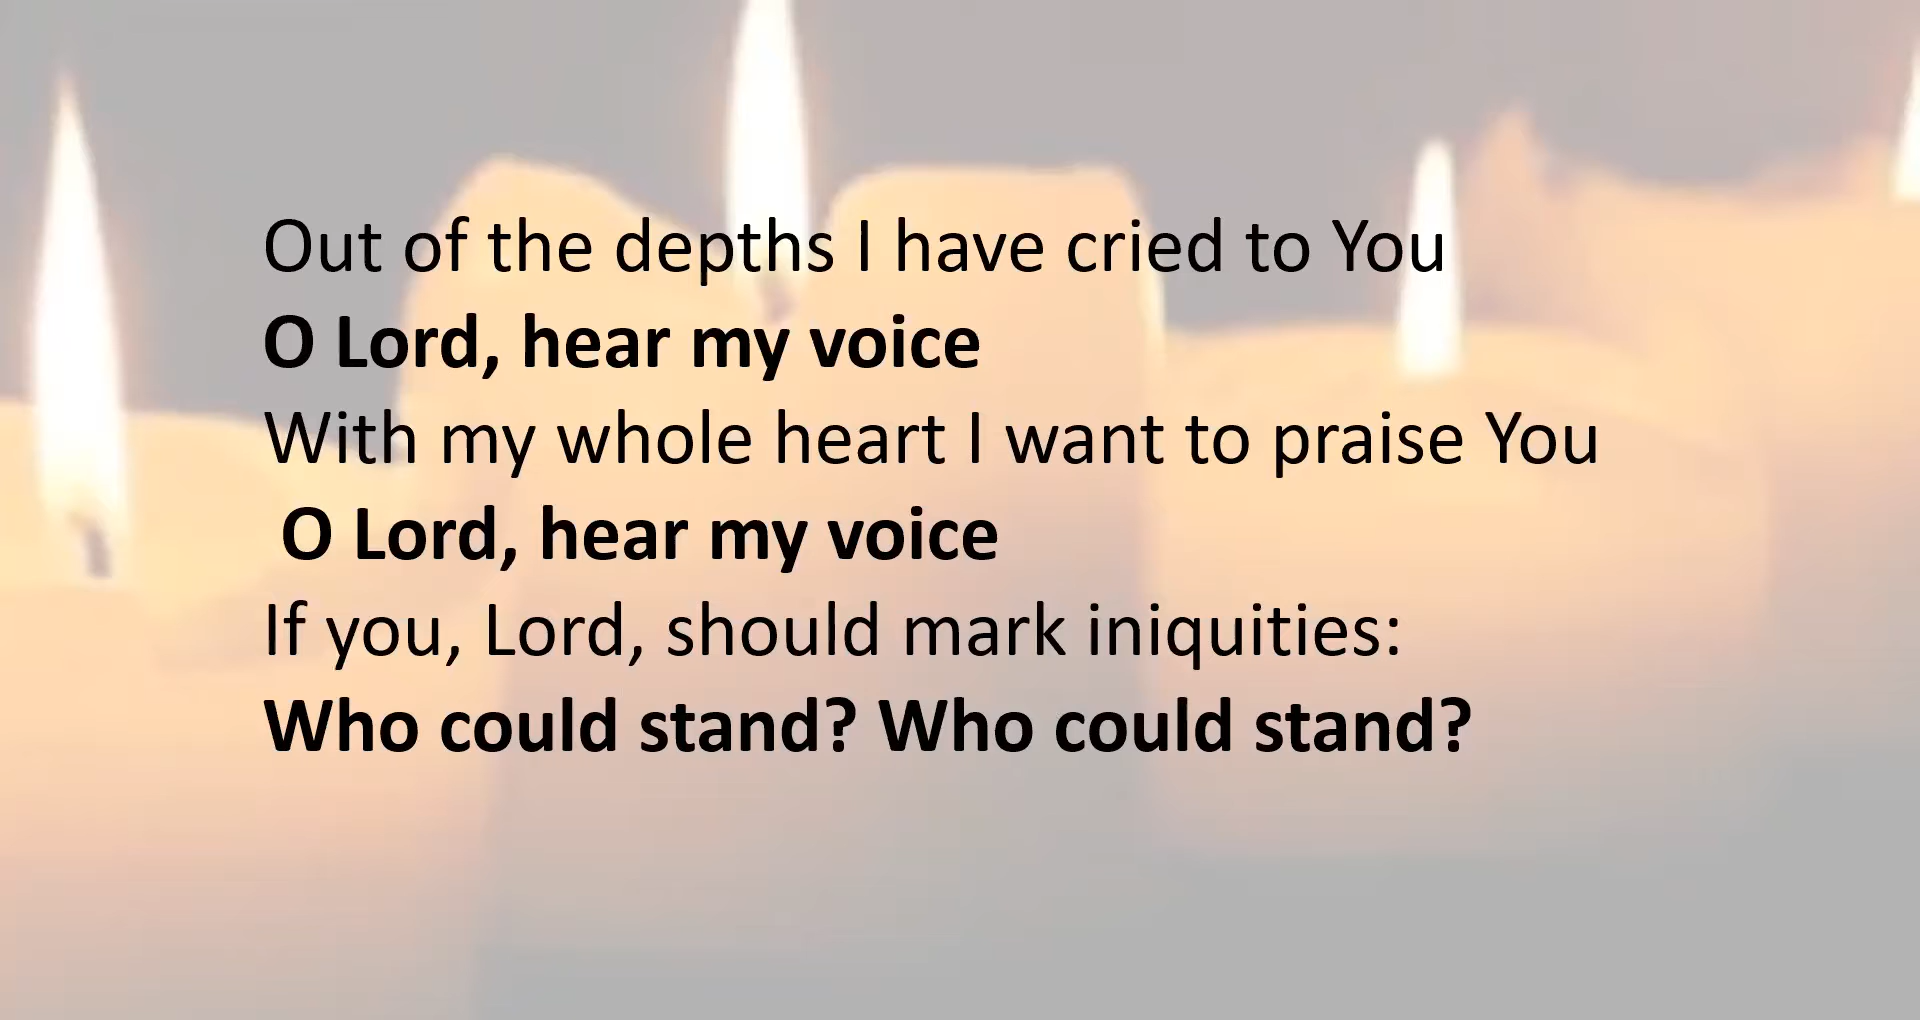 Out of the depths I have cried to You
O Lord, hear my voice
With my whole heart I want to praise You
O Lord, hear my voice
If you, Lord, should mark iniquities:
Who could stand? Who could stand?